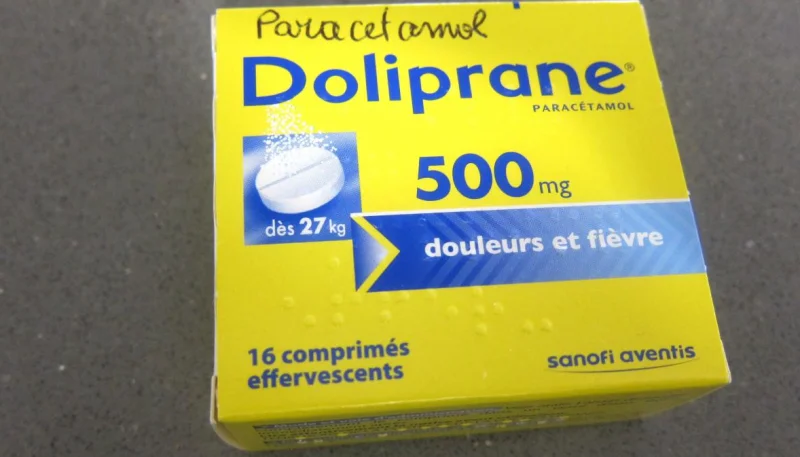 Paracetamol
Doliprane®
PARACÉTAMOL
500 mg
dès 27 kg
douleurs et fièvre
16 comprimés
effervescents
sanofi aventis